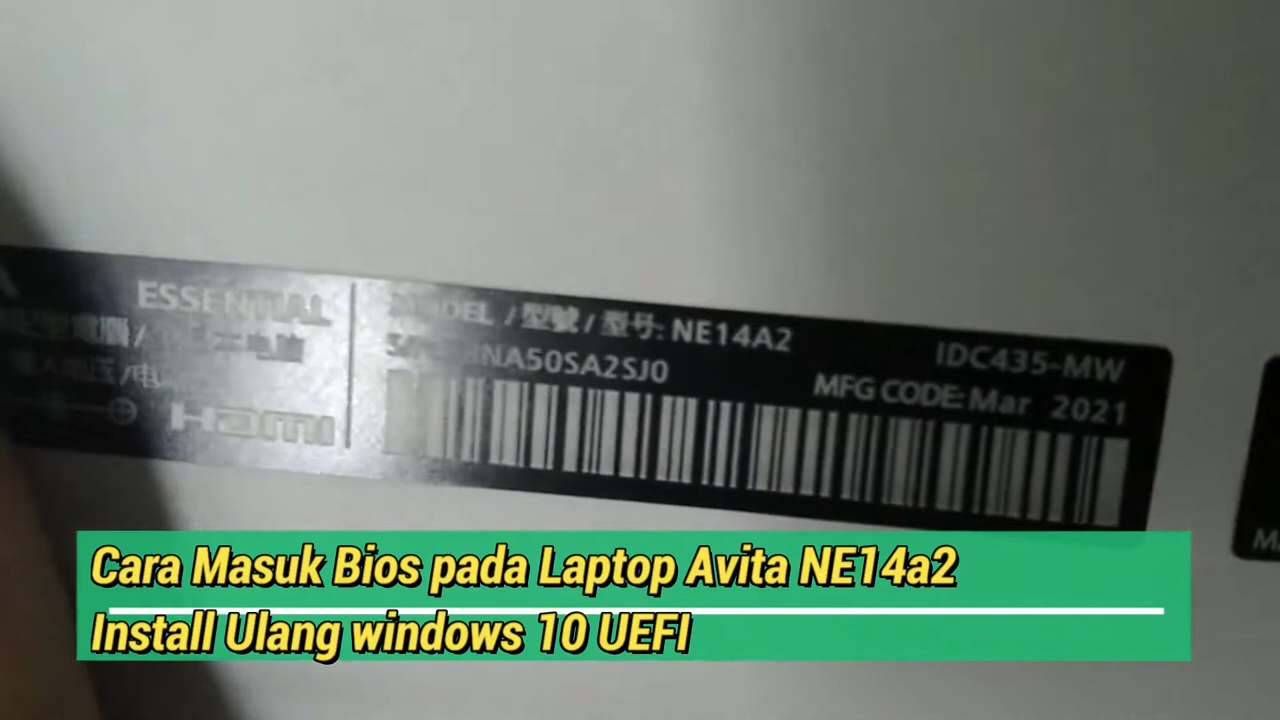 ESSENTIAL
MODEL / 型號 / 型号: NE14A2
IDC435-MW
NA50SA2SJ0
MFG CODE: Mar 2021
HDMI
Cara Masuk Bios pada Laptop Avita NE14a2
Install Ulang windows 10 UEFI